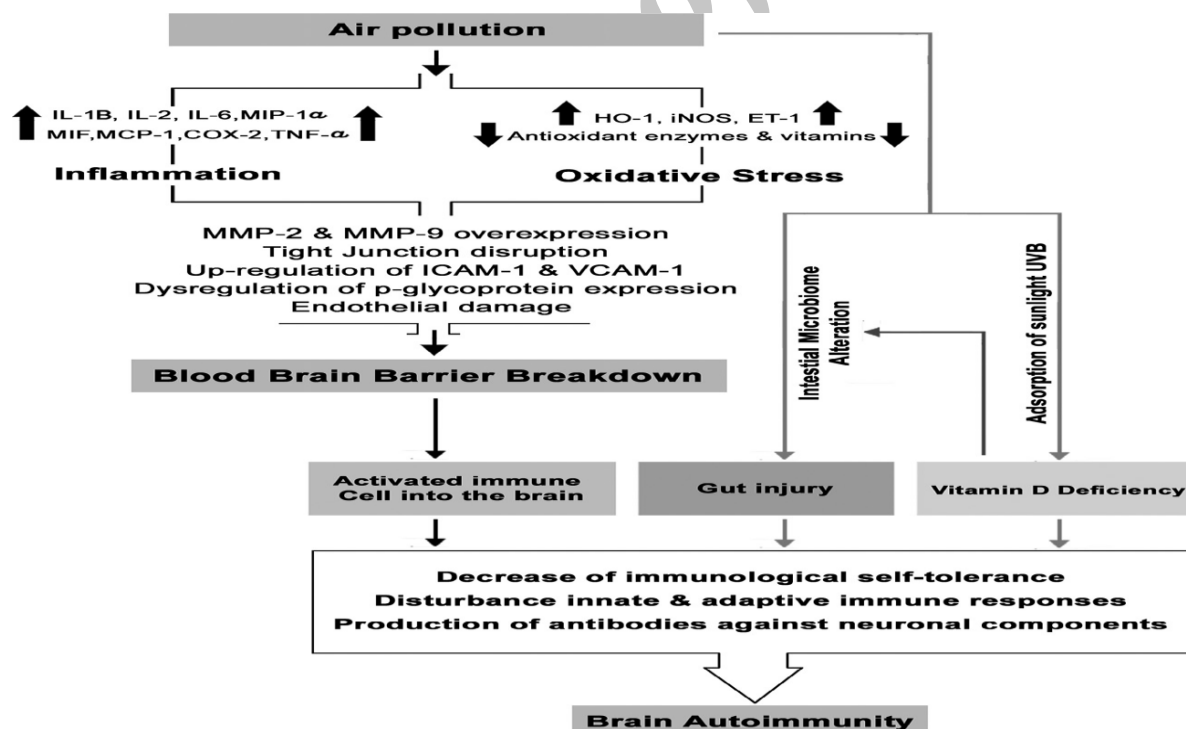 Air pollution
IL-1B, IL-2, IL-6,MIP-1α
MIF,MCP-1,COX-2,TNF-α
Inflammation
HO-1, iNOS, ET-1
Antioxidant enzymes & vitamins
Oxidative Stress
MMP-2 & MMP-9 overexpression
Tight Junction disruption
Up-regulation of ICAM-1 & VCAM-1
Dysregulation of p-glycoprotein expression
Endothelial damage
Blood Brain Barrier Breakdown
Intestial Microbiome
Alteration
Adsorption of sunlight UVB
Activated immune
Cell into the brain
Gut injury
Vitamin D Deficiency
Decrease of immunological self-tolerance
Disturbance innate & adaptive immune responses
Production of antibodies against neuronal components
Brain Autoimmunity